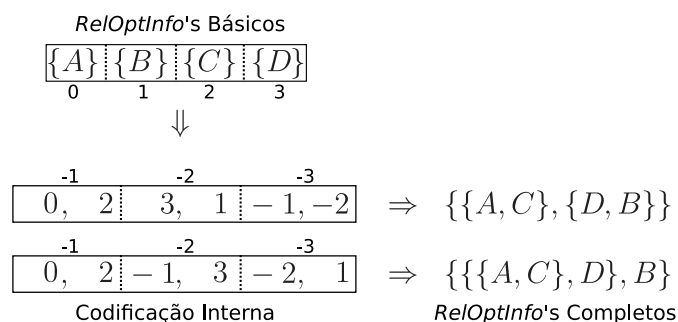 RelOptInfo's Básicos
{A} {B} {C} {D}
0 1 2 3
⇓
-1 -2 -3
0, 2 3, 1 −1,−2 ⇒ {{A, C}, {D, B}}
-1 -2 -3
0, 2 −1, 3 −2, 1 ⇒ {{{A, C}, D}, B}
Codificação Interna RelOptInfo's Completos